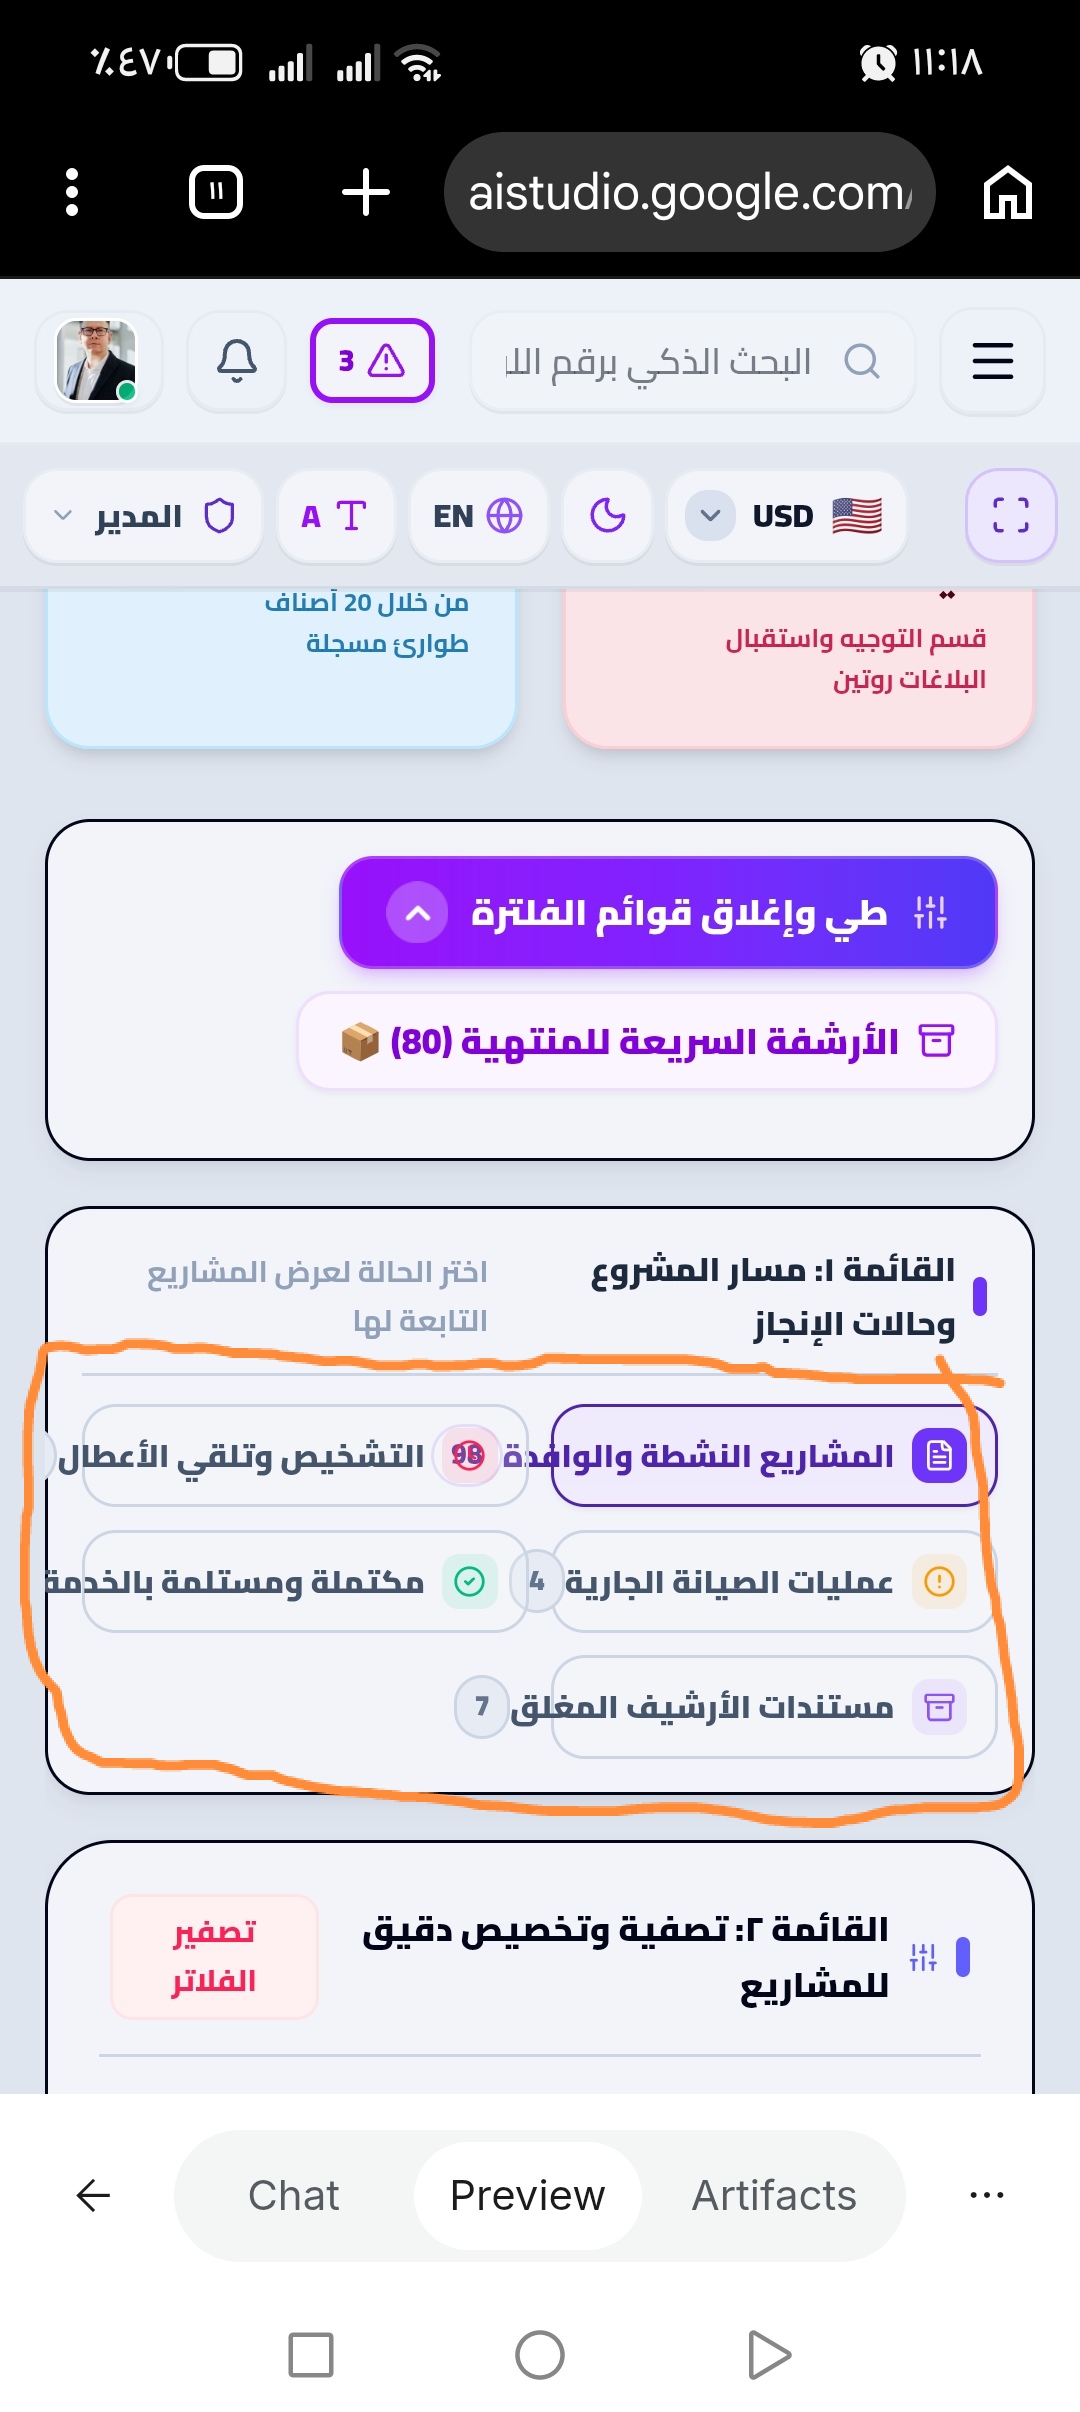 ١١:١٨
٪٤٧
aistudio.google.com/
١١
البحث الذكي برقم الل
3
USD
EN
A
المدير
قسم التوجيه واستقبال
البلاغات روتين
من خلال 20 أصناف
طوارئ مسجلة
طي وإغلاق قوائم الفلترة
الأرشفة السريعة للمنتهية (80) 📦
القائمة ١: مسار المشروع
وحالات الإنجاز
اختر الحالة لعرض المشاريع
التابعة لها
المشاريع النشطة والوافدة
98
التشخيص وتلقي الأعطال
عمليات الصيانة الجارية
4
مكتملة ومستلمة بالخدمة
مستندات الأرشيف المغلق
7
القائمة ٢: تصفية وتخصيص دقيق
للمشاريع
تصفير
الفلاتر
Chat
Preview
Artifacts